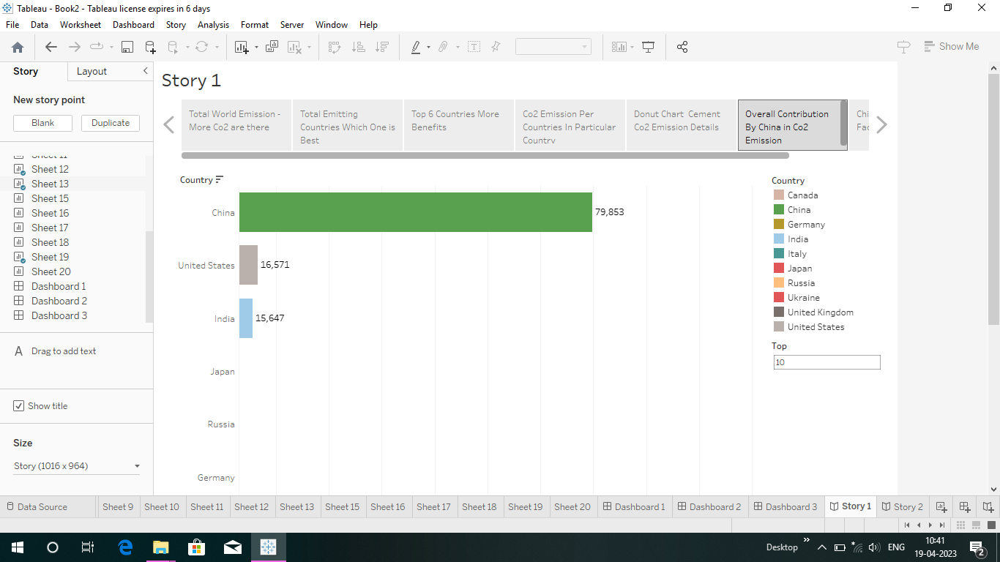 Tableau - Book2 - Tableau license expires in 6 days
File Data Worksheet Dashboard Story Analysis Format Server Window Help
Show Me
Story Layout
New story point
Blank Duplicate
Sheet 11
Sheet 12
Sheet 13
Sheet 15
Sheet 16
Sheet 17
Sheet 18
Sheet 19
Sheet 20
Dashboard 1
Dashboard 2
Dashboard 3
A Drag to add text
Show title
Size
Story (1016 x 964)
Story 1
Total World Emission -
More Co2 are there
Total Emitting
Countries Which One is
Best
Top 6 Countries More
Benefits
Co2 Emission Per
Countries In Particular
Country
Donut Chart Cement
Co2 Emission Details
Overall Contribution
By China in Co2
Emission
Chi
Fac
Country
China 79,853
United States 16,571
India 15,647
Japan
Russia
Germany
Country
Canada
China
Germany
India
Italy
Japan
Russia
Ukraine
United Kingdom
United States
Top
10
Data Source Sheet 9 Sheet 10 Sheet 11 Sheet 12 Sheet 13 Sheet 15 Sheet 16 Sheet 17 Sheet 18 Sheet 19 Sheet 20 Dashboard 1 Dashboard 2 Dashboard 3 Story 1 Story 2
Desktop ENG 10:41
19-04-2023 2